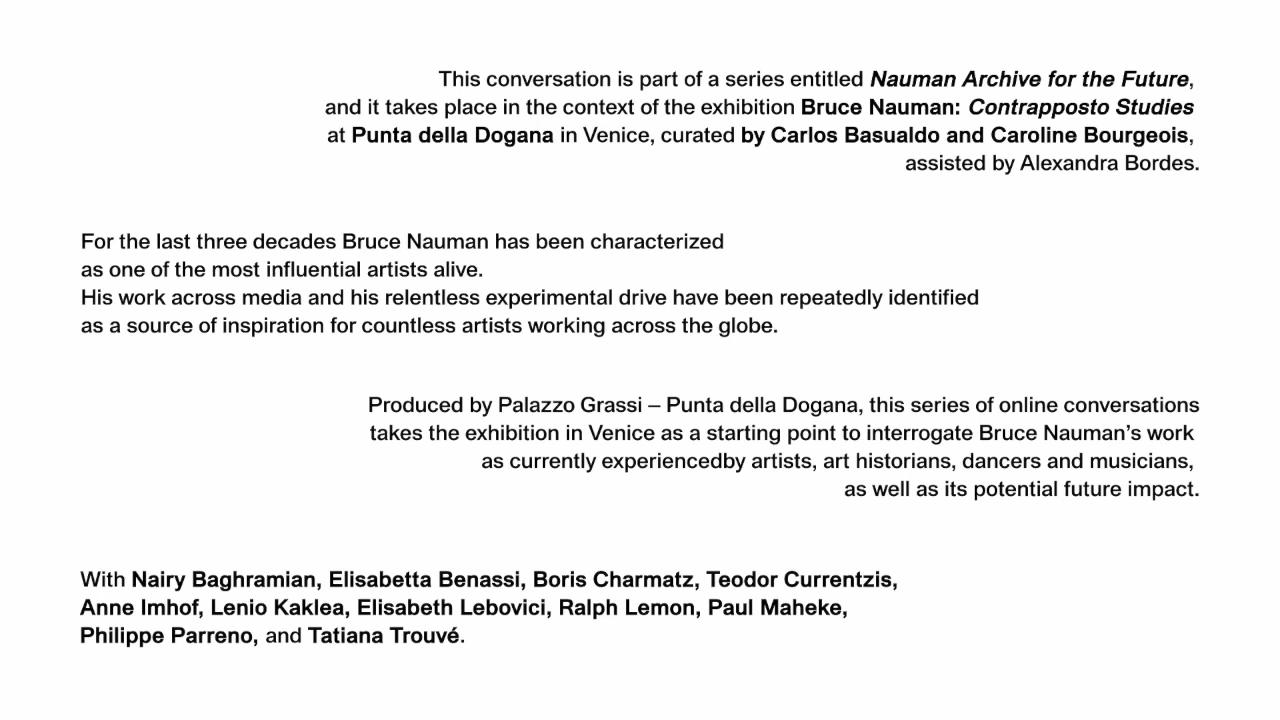 This conversation is part of a series entitled Nauman Archive for the Future,
and it takes place in the context of the exhibition Bruce Nauman: Contrapposto Studies
at Punta della Dogana in Venice, curated by Carlos Basualdo and Caroline Bourgeois,
assisted by Alexandra Bordes.
For the last three decades Bruce Nauman has been characterized
as one of the most influential artists alive.
His work across media and his relentless experimental drive have been repeatedly identified
as a source of inspiration for countless artists working across the globe.
Produced by Palazzo Grassi – Punta della Dogana, this series of online conversations
takes the exhibition in Venice as a starting point to interrogate Bruce Nauman’s work
as currently experiencedby artists, art historians, dancers and musicians,
as well as its potential future impact.
With Nairy Baghramian, Elisabetta Benassi, Boris Charmatz, Teodor Currentzis,
Anne Imhof, Lenio Kaklea, Elisabeth Lebovici, Ralph Lemon, Paul Maheke,
Philippe Parreno, and Tatiana Trouvé.